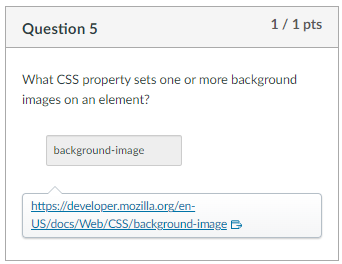 Question 5
1 / 1 pts
What CSS property sets one or more background
images on an element?
background-image
https://developer.mozilla.org/en-
US/docs/Web/CSS/background-image